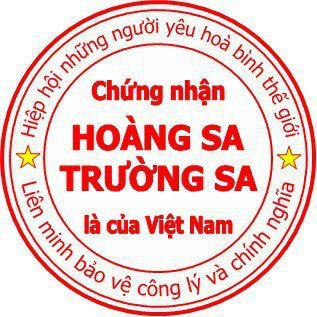 Hiệp hội những người yêu hoà bình thế giới
Chứng nhận
HOÀNG SA
TRƯỜNG SA
là của Việt Nam
Liên minh bảo vệ công lý và chính nghĩa